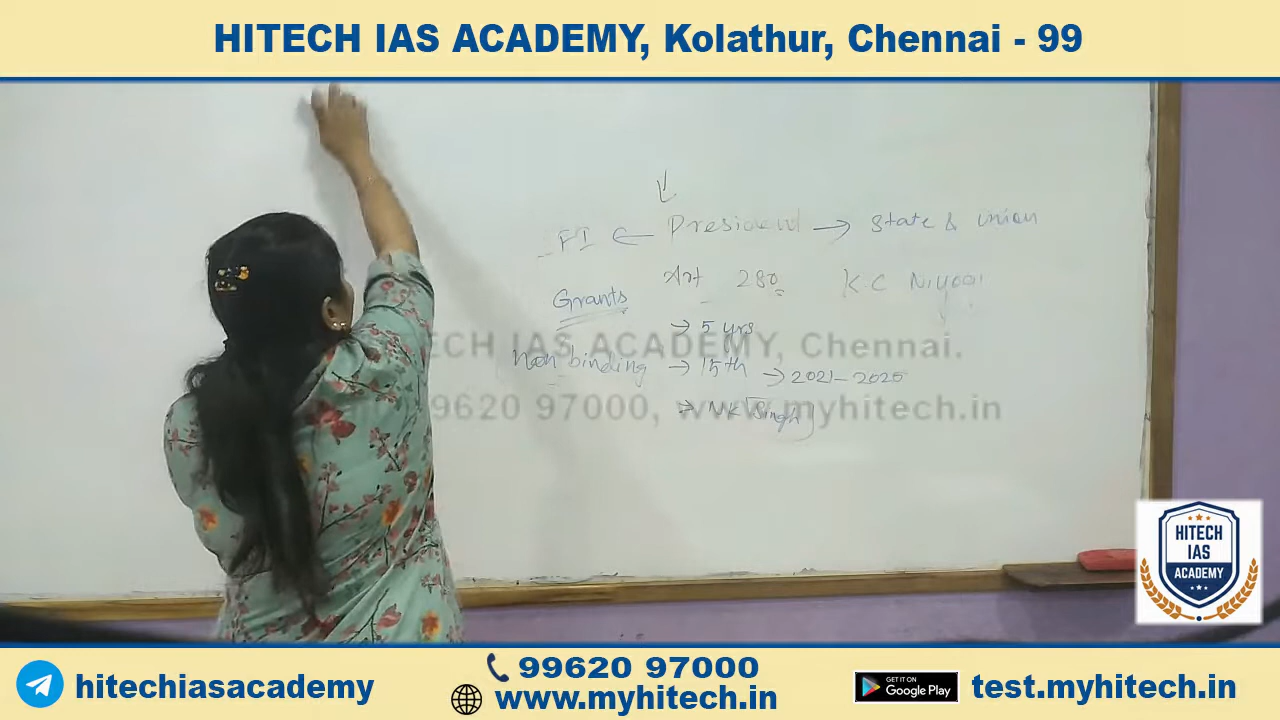 HITECH IAS ACADEMY, Kolathur, Chennai - 99
FI ← President → State & Union
Art 280 K C Niyogi
Grants
→ 5 yrs
ECH IAS ACADEMY, Chennai.
Non binding → 15th → 2021-2026
99620 97000, www.myhitech.in
→ NK Singh
HITECH
IAS
ACADEMY
hitechiasacademy
99620 97000
www.myhitech.in
GET IT ON
Google Play
test.myhitech.in